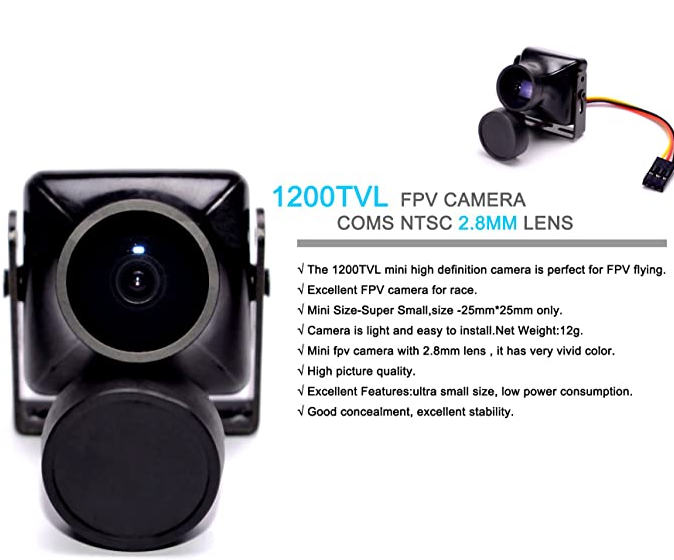 1200TVL FPV CAMERA
COMS NTSC 2.8MM LENS
√ The 1200TVL mini high definition camera is perfect for FPV flying.
√ Excellent FPV camera for race.
√ Mini Size-Super Small,size -25mm*25mm only.
√ Camera is light and easy to install.Net Weight:12g.
√ Mini fpv camera with 2.8mm lens , it has very vivid color.
√ High picture quality.
√ Excellent Features:ultra small size, low power consumption.
√ Good concealment, excellent stability.